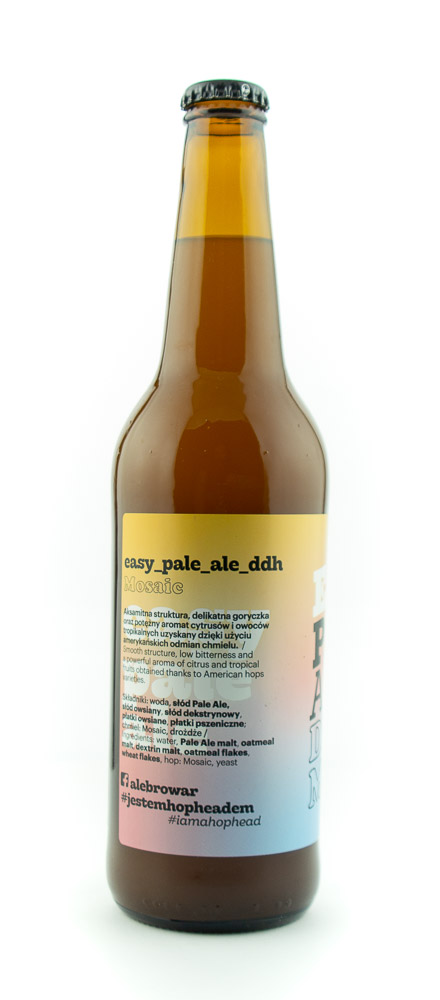 easy_pale_ale_ddh
Mosaic
Aksamitna struktura, delikatna goryczka
oraz potężny aromat cytrusów i owoców
tropikalnych uzyskany dzięki użyciu
amerykańskich odmian chmielu. /
Smooth structure, low bitterness and
a powerful aroma of citrus and tropical
fruits obtained thanks to American hops
varieties.
Składniki: woda, słód Pale Ale,
słód owsiany, słód dekstrynowy,
płatki owsiane, płatki pszeniczne;
chmiel: Mosaic, drożdże /
Ingredients: water, Pale Ale malt, oatmeal
malt, dextrin malt, oatmeal flakes,
wheat flakes, hop: Mosaic, yeast
alebrowar
#jestemhopheadem
#iamahophead
easy
pale
P
A
D